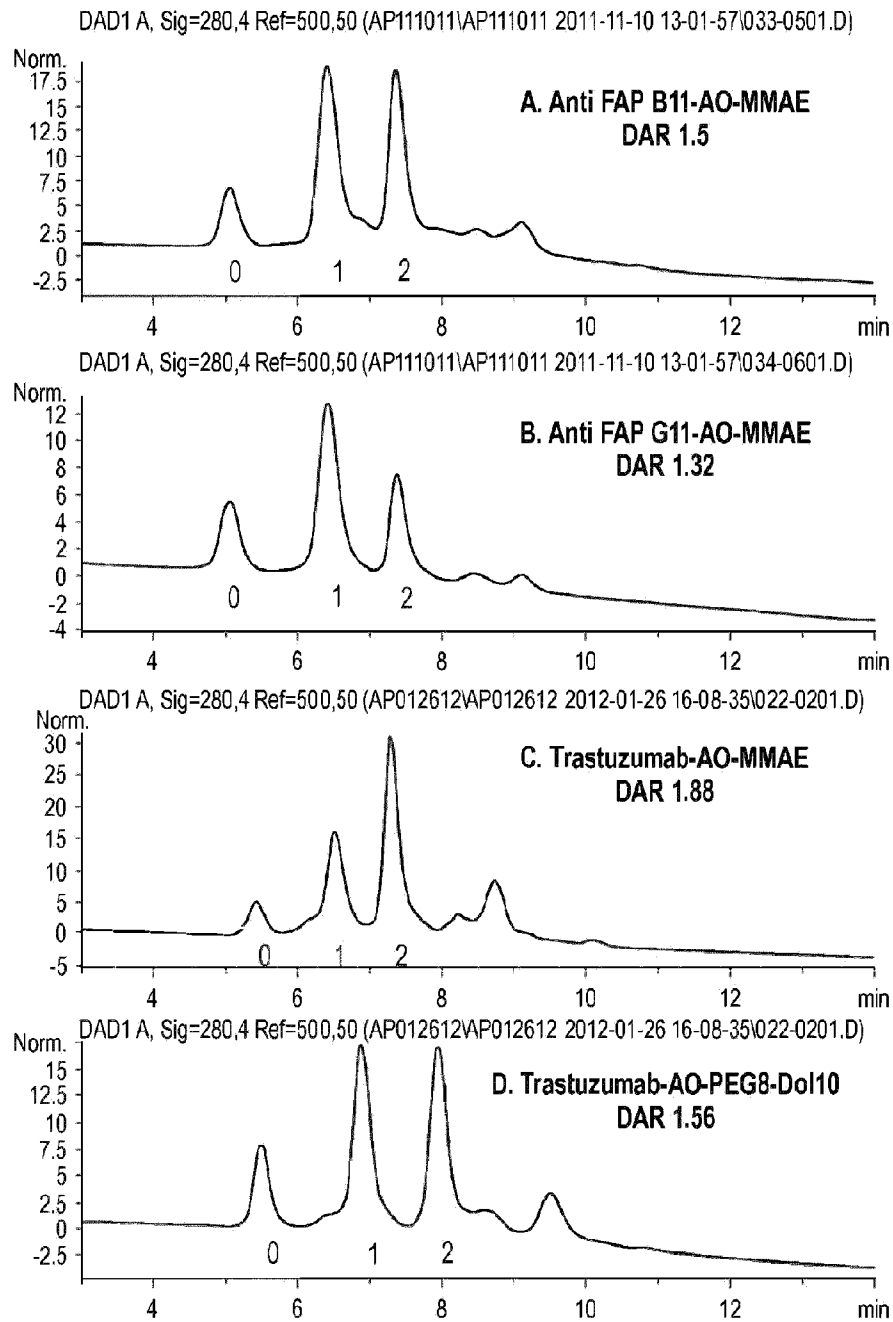 DAD1 A, Sig=280,4 Ref=500,50 (AP111011\AP111011 2011-11-10 13-01-57\033-0501.D)
Norm.
17.5
15
12.5
10
7.5
5
2.5
0
-2.5
A. Anti FAP B11-AO-MMAE
DAR 1.5
0 1 2
4 6 8 10 12 min
DAD1 A, Sig=280,4 Ref=500,50 (AP111011\AP111011 2011-11-10 13-01-57\034-0601.D)
Norm.
12
10
8
6
4
2
0
-2
-4
B. Anti FAP G11-AO-MMAE
DAR 1.32
0 1 2
4 6 8 10 12 min
DAD1 A, Sig=280,4 Ref=500,50 (AP012612\AP012612 2012-01-26 16-08-35\022-0201.D)
Norm.
30
25
20
15
10
5
0
-5
C. Trastuzumab-AO-MMAE
DAR 1.88
0 1 2
4 6 8 10 12 min
DAD1 A, Sig=280,4 Ref=500,50 (AP012612\AP012612 2012-01-26 16-08-35\022-0201.D)
Norm.
15
12.5
10
7.5
5
2.5
0
-2.5
D. Trastuzumab-AO-PEG8-Dol10
DAR 1.56
0 1 2
4 6 8 10 12 min